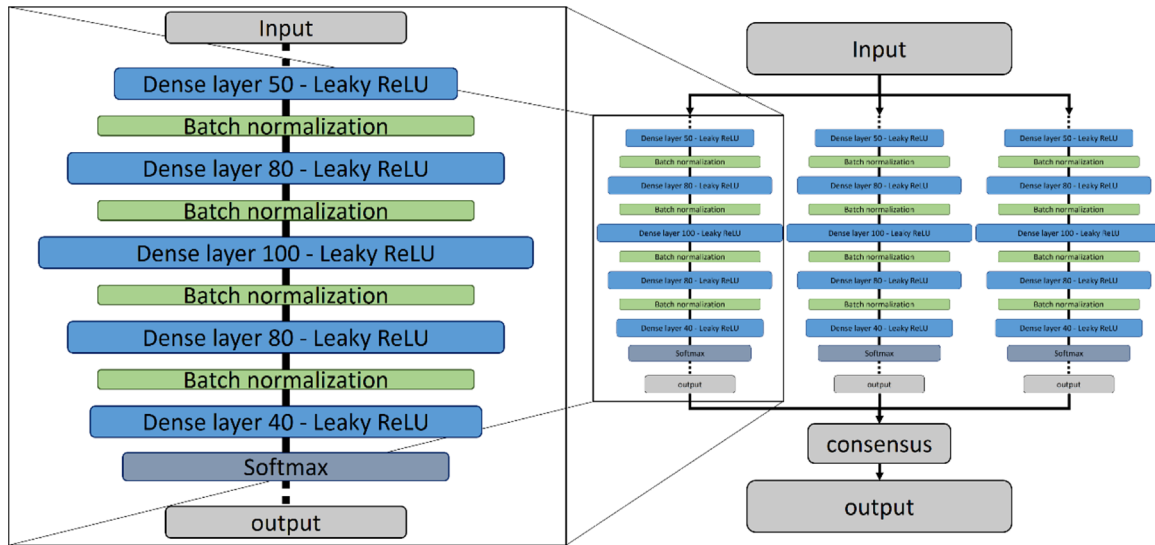 Input
Dense layer 50 - Leaky ReLU
Batch normalization
Dense layer 80 - Leaky ReLU
Batch normalization
Dense layer 100 - Leaky ReLU
Batch normalization
Dense layer 80 - Leaky ReLU
Batch normalization
Dense layer 40 - Leaky ReLU
Softmax
output
Input
Dense layer 50 - Leaky ReLU
Batch normalization
Dense layer 80 - Leaky ReLU
Batch normalization
Dense layer 100 - Leaky ReLU
Batch normalization
Dense layer 80 - Leaky ReLU
Batch normalization
Dense layer 40 - Leaky ReLU
Softmax
output
Dense layer 50 - Leaky ReLU
Batch normalization
Dense layer 80 - Leaky ReLU
Batch normalization
Dense layer 100 - Leaky ReLU
Batch normalization
Dense layer 80 - Leaky ReLU
Batch normalization
Dense layer 40 - Leaky ReLU
Softmax
output
Dense layer 50 - Leaky ReLU
Batch normalization
Dense layer 80 - Leaky ReLU
Batch normalization
Dense layer 100 - Leaky ReLU
Batch normalization
Dense layer 80 - Leaky ReLU
Batch normalization
Dense layer 40 - Leaky ReLU
Softmax
output
consensus
output